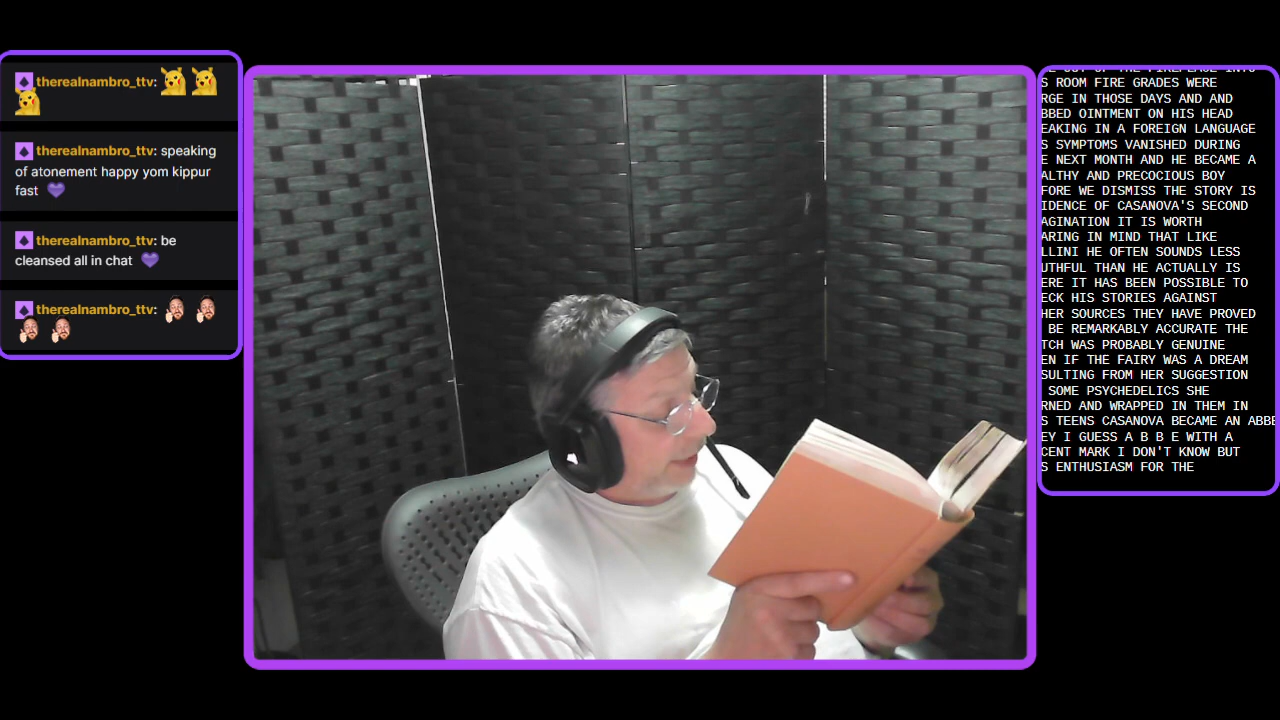 therealnambro_ttv:
therealnambro_ttv: speaking
of atonement happy yom kippur
fast
therealnambro_ttv: be
cleansed all in chat
therealnambro_ttv:
S ROOM FIRE GRADES WERE
RGE IN THOSE DAYS AND AND
BBED OINTMENT ON HIS HEAD
EAKING IN A FOREIGN LANGUAGE
S SYMPTOMS VANISHED DURING
E NEXT MONTH AND HE BECAME A
ALTHY AND PRECOCIOUS BOY
FORE WE DISMISS THE STORY IS
IDENCE OF CASANOVA'S SECOND
AGINATION IT IS WORTH
ARING IN MIND THAT LIKE
LLINI HE OFTEN SOUNDS LESS
UTHFUL THAN HE ACTUALLY IS
ERE IT HAS BEEN POSSIBLE TO
ECK HIS STORIES AGAINST
HER SOURCES THEY HAVE PROVED
BE REMARKABLY ACCURATE THE
TCH WAS PROBABLY GENUINE
EN IF THE FAIRY WAS A DREAM
SULTING FROM HER SUGGESTION
SOME PSYCHEDELICS SHE
RNED AND WRAPPED IN THEM IN
S TEENS CASANOVA BECAME AN ABBE
EY I GUESS A B B E WITH A
CENT MARK I DON'T KNOW BUT
S ENTHUSIASM FOR THE